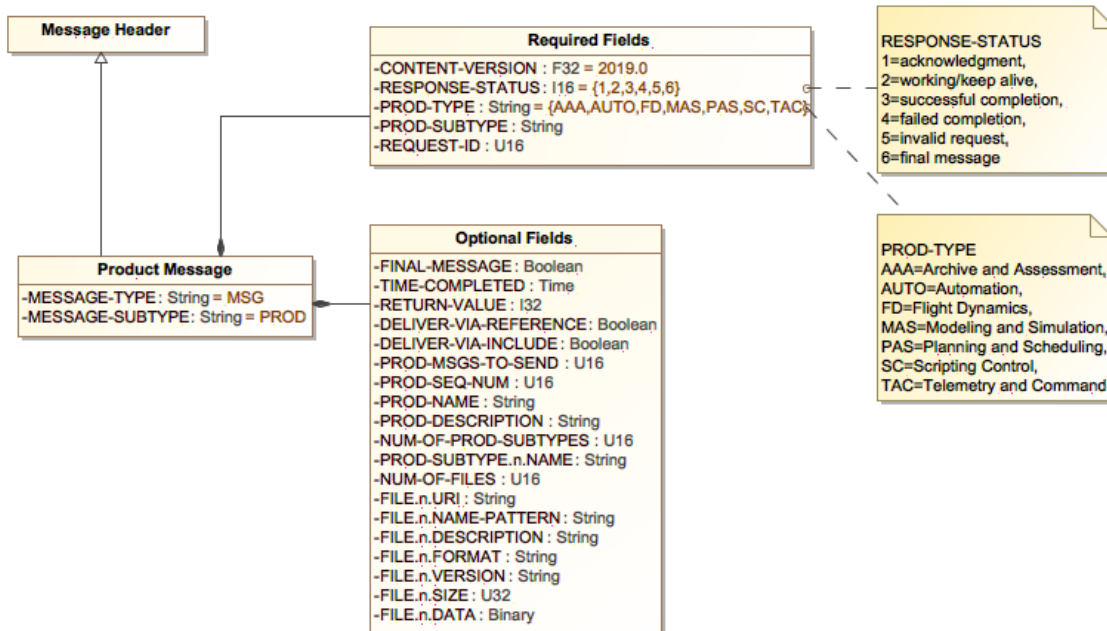 Message Header
Required Fields
-CONTENT-VERSION : F32 = 2019.0
-RESPONSE-STATUS: I16 = {1,2,3,4,5,6}
-PROD-TYPE : String = {AAA,AUTO,FD,MAS,PAS,SC,TAC}
-PROD-SUBTYPE : String
-REQUEST-ID : U16
RESPONSE-STATUS
1=acknowledgment,
2=working/keep alive,
3=successful completion,
4=failed completion,
5=invalid request,
6=final message
Product Message
-MESSAGE-TYPE: String = MSG
-MESSAGE-SUBTYPE: String = PROD
Optional Fields
-FINAL-MESSAGE: Boolean
-TIME-COMPLETED : Time
-RETURN-VALUE : I32
-DELIVER-VIA-REFERENCE: Boolean
-DELIVER-VIA-INCLUDE : Boolean
-PROD-MSGS-TO-SEND : U16
-PROD-SEQ-NUM : U16
-PROD-NAME : String
-PROD-DESCRIPTION : String
-NUM-OF-PROD-SUBTYPES : U16
-PROD-SUBTYPE.n.NAME: String
-NUM-OF-FILES : U16
-FILE.n.URI : String
-FILE.n.NAME-PATTERN : String
-FILE.n.DESCRIPTION : String
-FILE.n.FORMAT : String
-FILE.n.VERSION : String
-FILE.n.SIZE : U32
-FILE.n.DATA : Binary
PROD-TYPE
AAA=Archive and Assessment,
AUTO=Automation,
FD=Flight Dynamics,
MAS=Modeling and Simulation,
PAS=Planning and Scheduling,
SC=Scripting Control,
TAC=Telemetry and Command